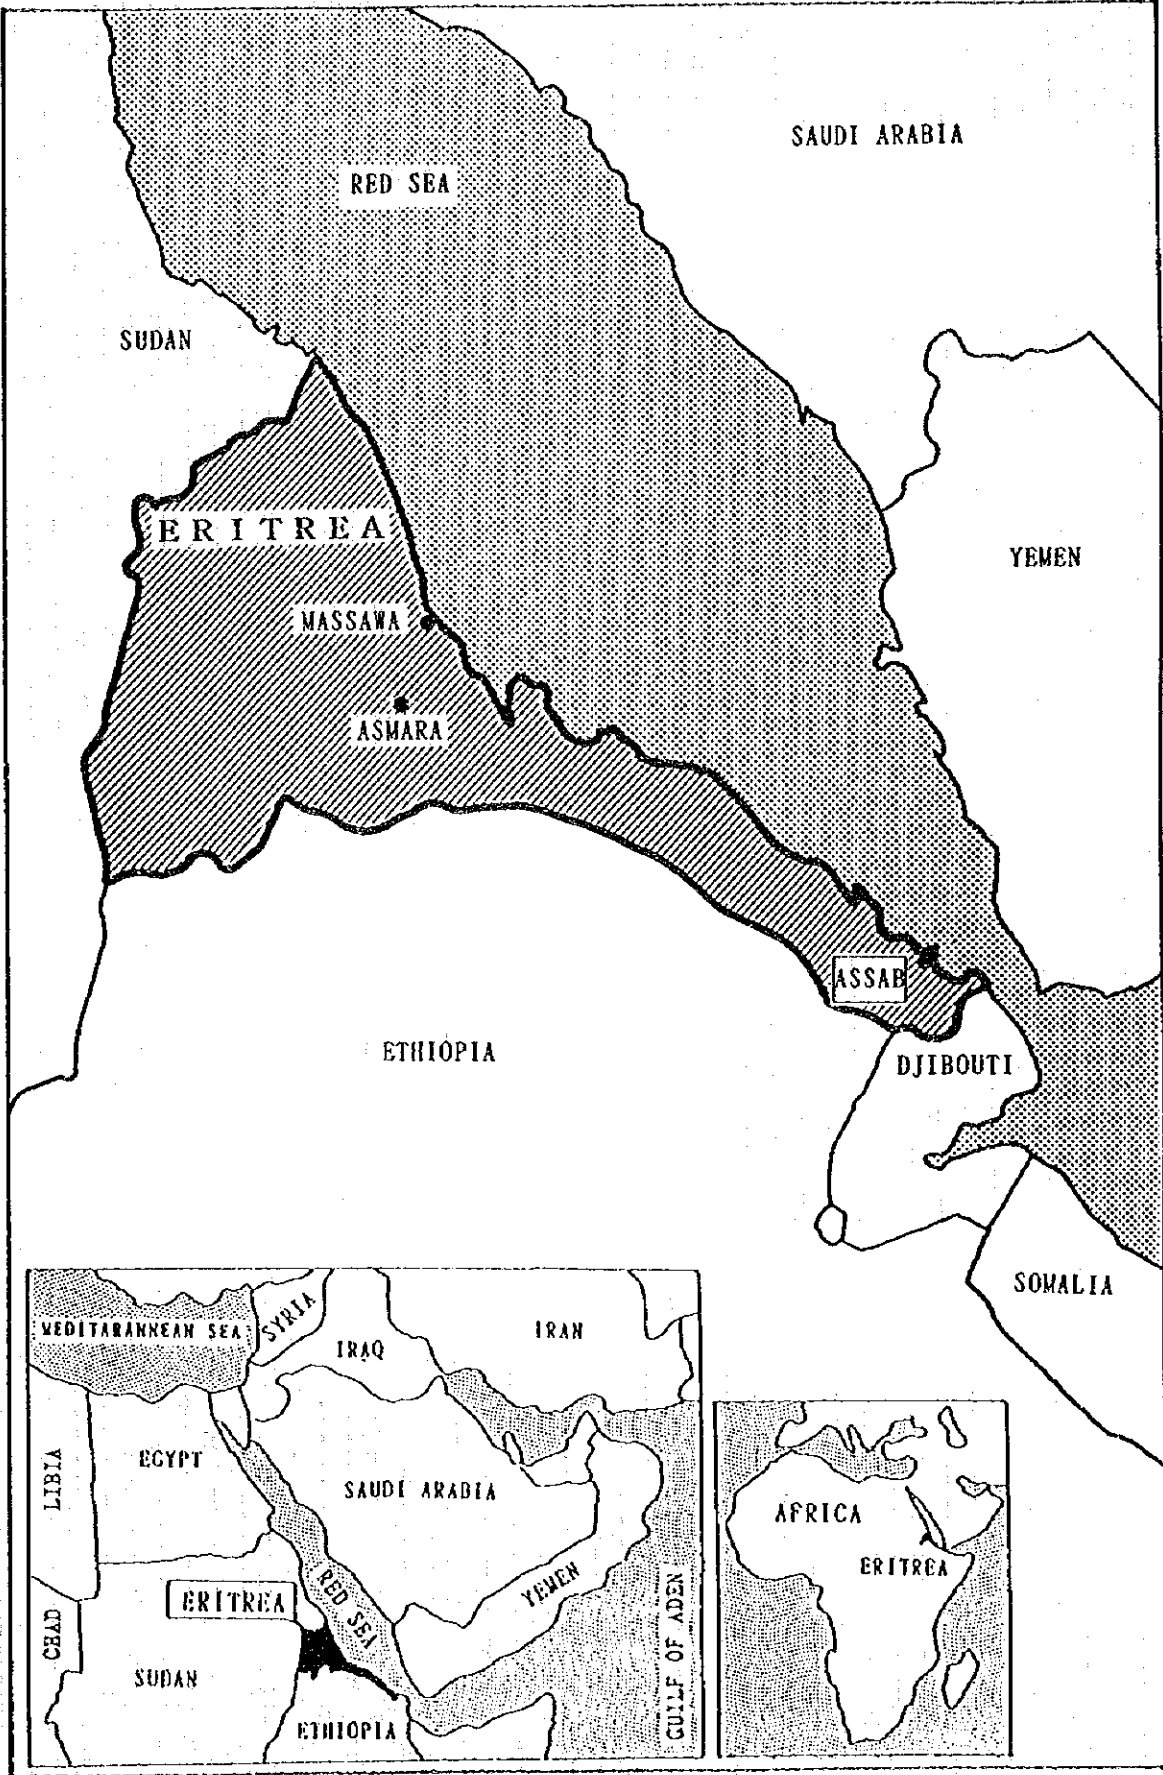 SAUDI ARABIA
RED SEA
SUDAN
ERITREA
YEMEN
MASSAWA
ASMARA
ASSAB
ETHIOPIA
DJIBOUTI
SOMALIA
MEDITARANNEAN SEA
SYRIA
IRAQ
IRAN
LIBIA
EGYPT
SAUDI ARABIA
ERITREA
RED SEA
YEMEN
GULF OF ADEN
CHAD
SUDAN
ETHIOPIA
AFRICA
ERITREA